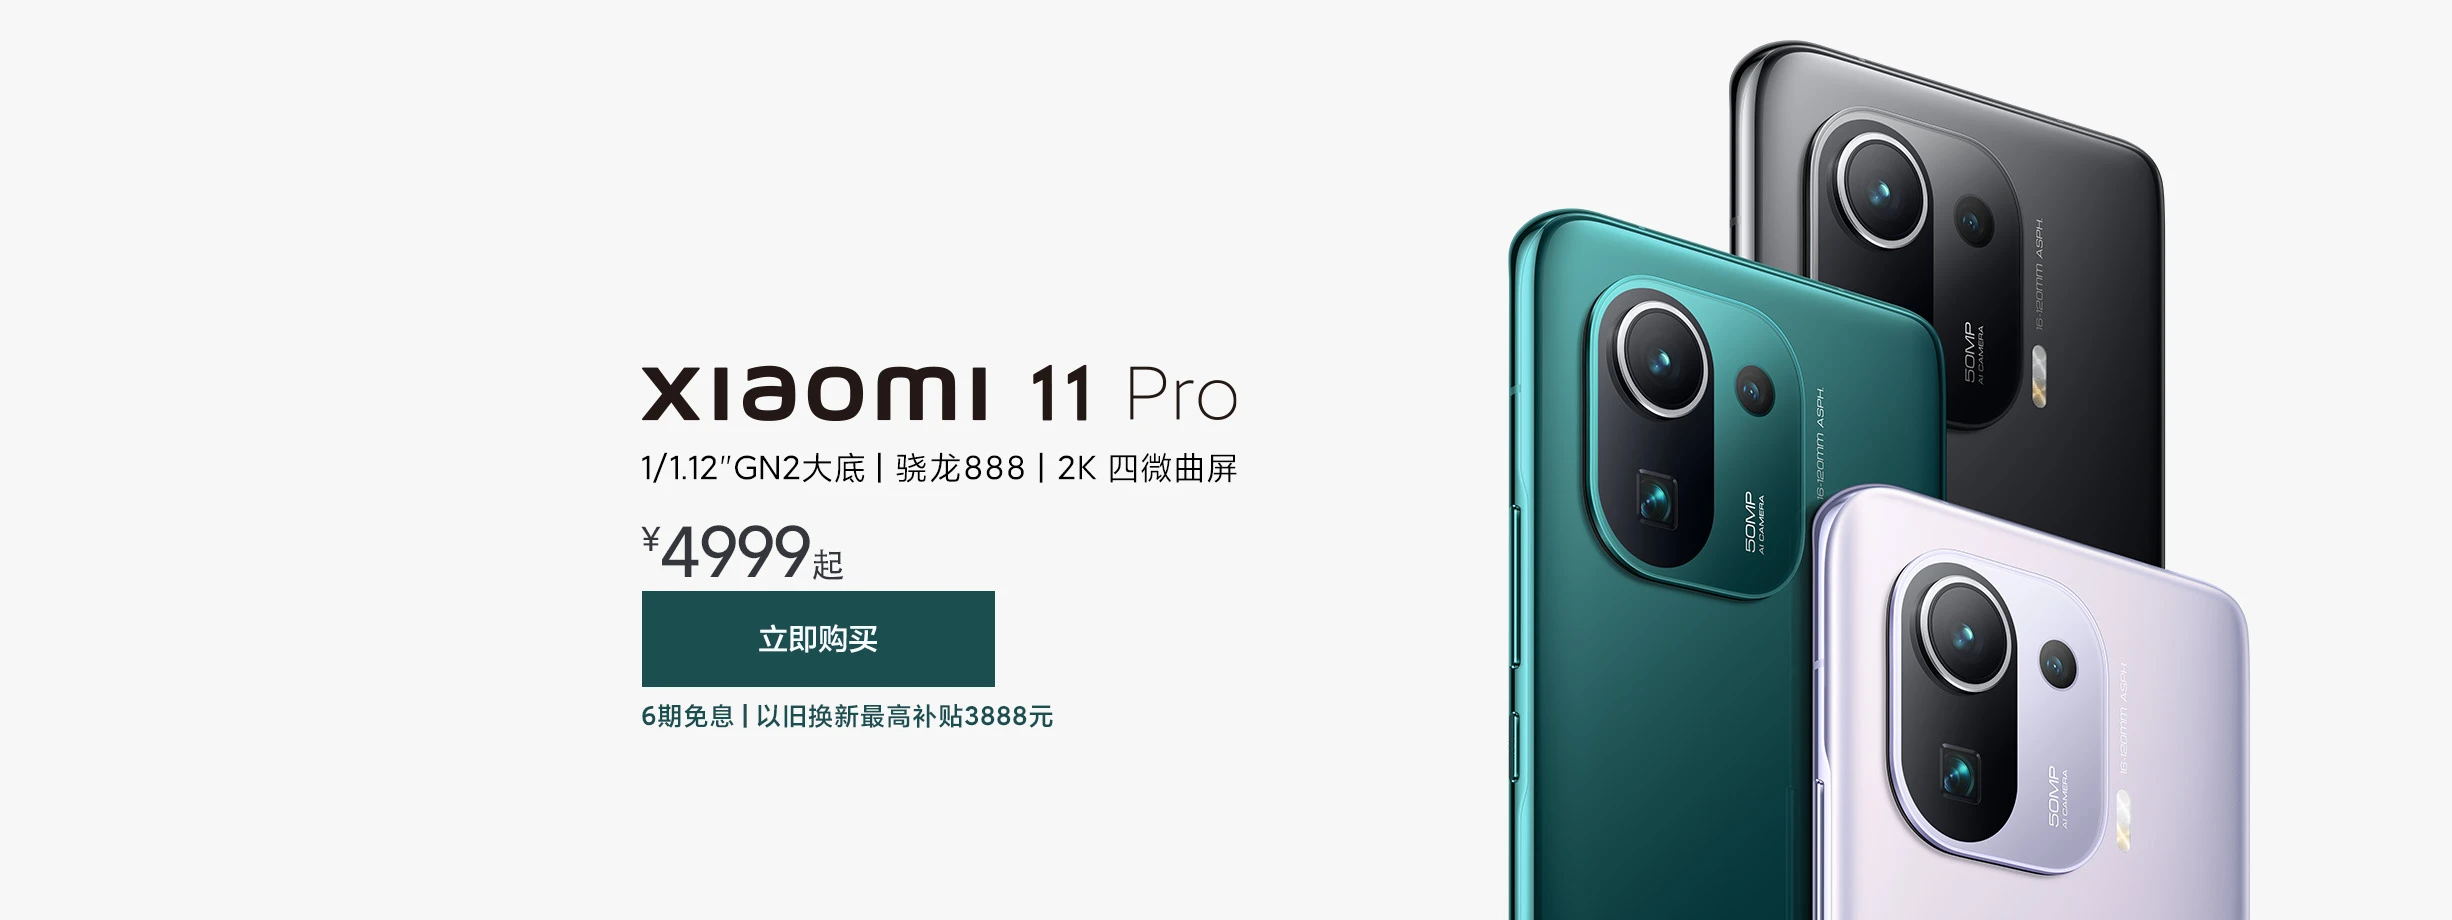 xiaomi 11 Pro
1/1.12"GN2大底 | 骁龙888 | 2K 四微曲屏
¥4999起
立即购买
6期免息 | 以旧换新最高补贴3888元
16-120mm ASPH.
50MP
AI CAMERA
16-120mm ASPH.
50MP
AI CAMERA
16-120mm ASPH.
50MP
AI CAMERA